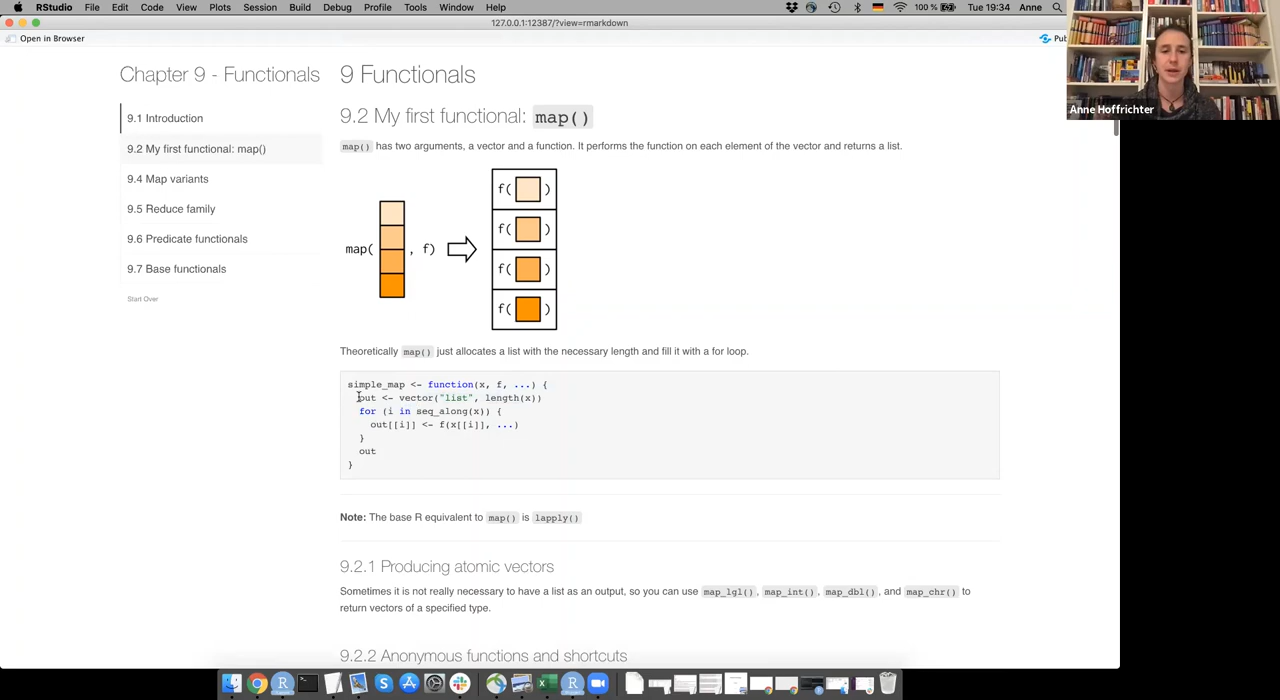 RStudio File Edit Code View Plots Session Build Debug Profile Tools Window Help 100 % Tue 19:34 Anne
127.0.0.1:12387/?view=rmarkdown
Open in Browser
Pub
Anne Hoffrichter
Chapter 9 - Functionals
9.1 Introduction
9.2 My first functional: map()
9.4 Map variants
9.5 Reduce family
9.6 Predicate functionals
9.7 Base functionals
Start Over
9 Functionals
9.2 My first functional: map()
map() has two arguments, a vector and a function. It performs the function on each element of the vector and returns a list.
map( , f)
f( )
f( )
f( )
f( )
Theoretically map() just allocates a list with the necessary length and fill it with a for loop.
simple_map <- function(x, f, ...) {
out <- vector("list", length(x))
for (i in seq_along(x)) {
out[[i]] <- f(x[[i]], ...)
}
out
}
Note: The base R equivalent to map() is lapply()
9.2.1 Producing atomic vectors
Sometimes it is not really necessary to have a list as an output, so you can use map_lgl(), map_int(), map_dbl(), and map_chr() to
return vectors of a specified type.
9.2.2 Anonymous functions and shortcuts